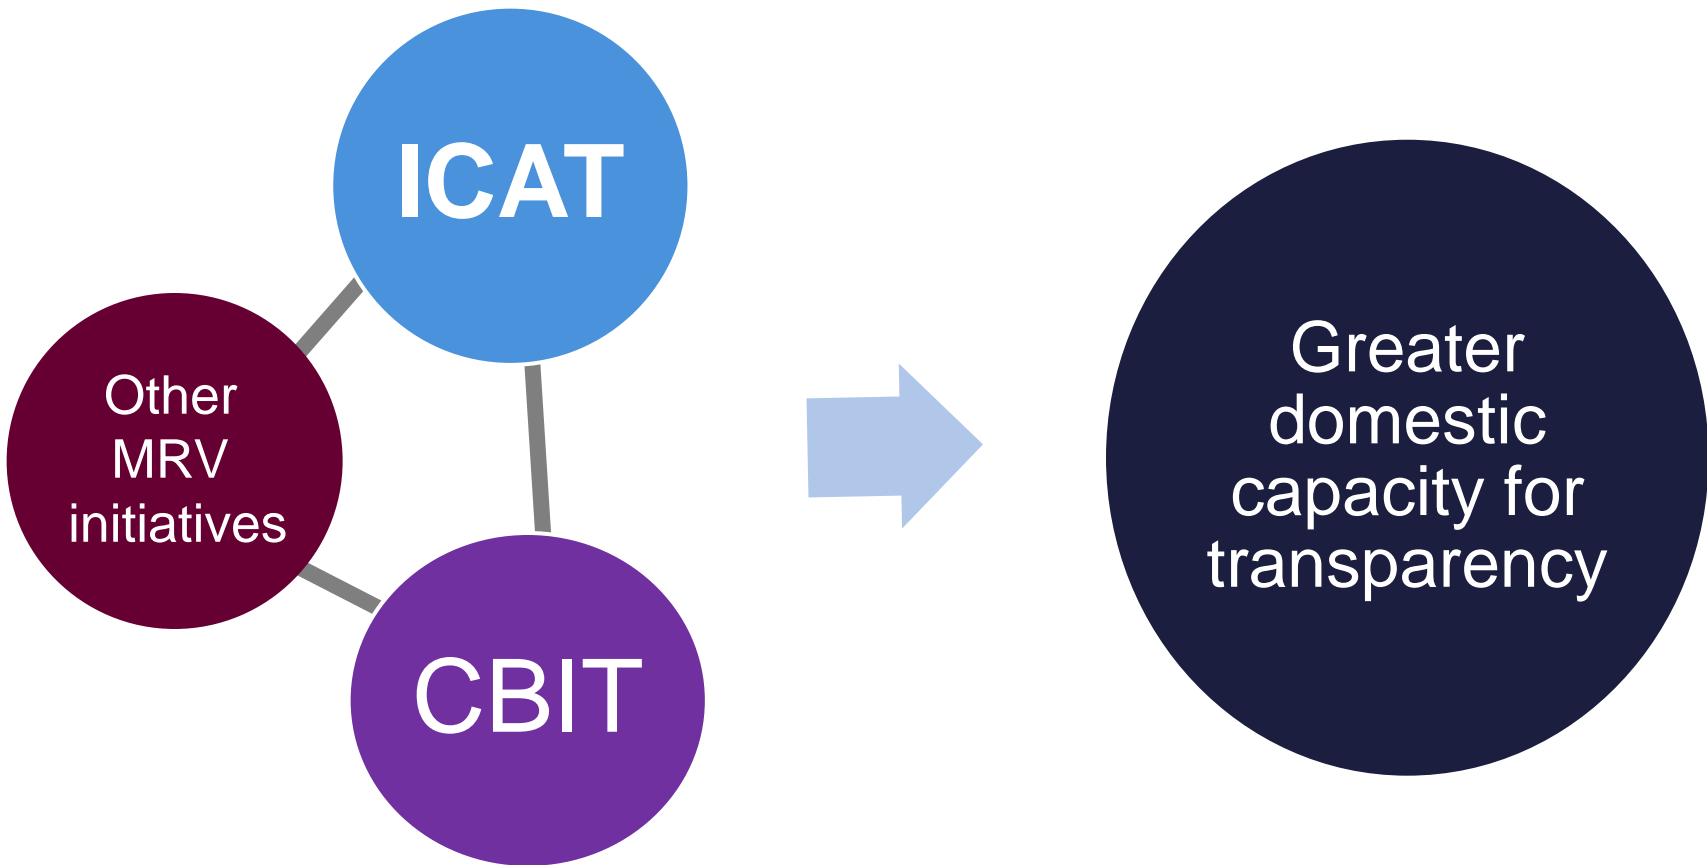 ICAT
Other
MRV
initiatives
CBIT
Greater
domestic
capacity for
transparency